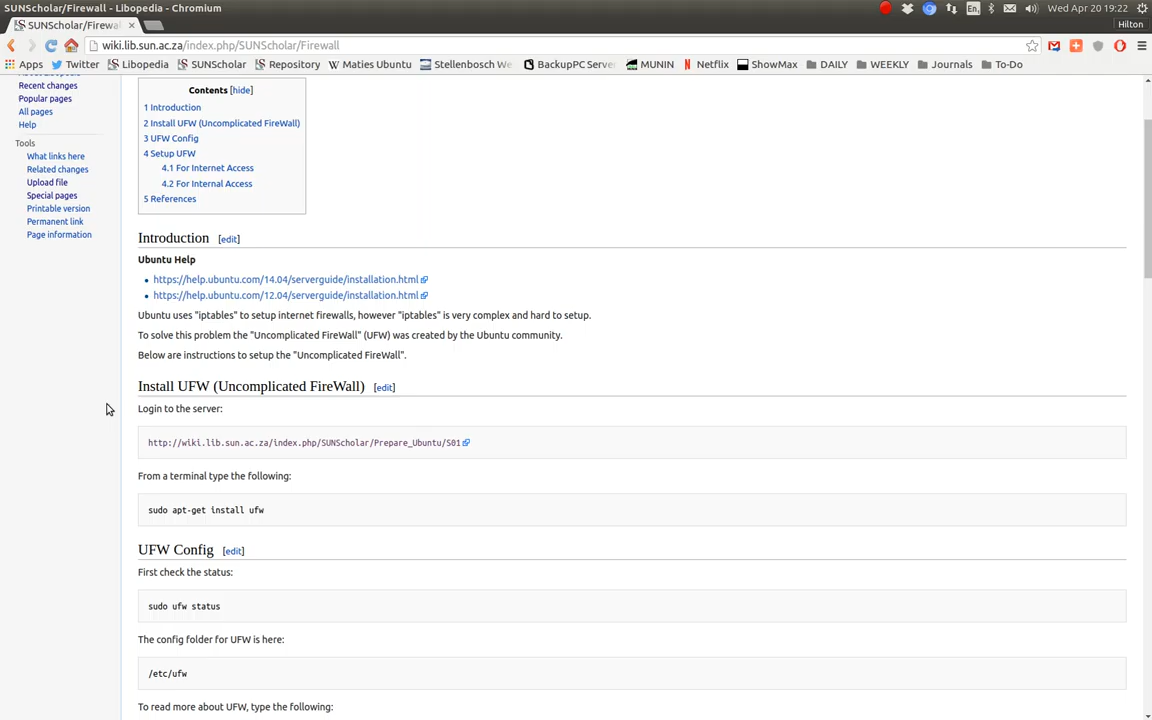 SUNScholar/Firewall - Libopedia - Chromium
En
Wed Apr 20 19:22
SUNScholar/Firewa
Hilton
wiki.lib.sun.ac.za/index.php/SUNScholar/Firewall
Apps Twitter Libopedia SUNScholar Repository Maties Ubuntu Stellenbosch We BackupPC Serve MUNIN Netflix ShowMax DAILY WEEKLY Journals To-Do
Recent changes
Popular pages
All pages
Help
Tools
What links here
Related changes
Upload file
Special pages
Printable version
Permanent link
Page information
Contents [hide]
1 Introduction
2 Install UFW (Uncomplicated FireWall)
3 UFW Config
4 Setup UFW
4.1 For Internet Access
4.2 For Internal Access
5 References
Introduction [edit]
Ubuntu Help
https://help.ubuntu.com/14.04/serverguide/installation.html
https://help.ubuntu.com/12.04/serverguide/installation.html
Ubuntu uses "iptables" to setup internet firewalls, however "iptables" is very complex and hard to setup.
To solve this problem the "Uncomplicated FireWall" (UFW) was created by the Ubuntu community.
Below are instructions to setup the "Uncomplicated FireWall".
Install UFW (Uncomplicated FireWall) [edit]
Login to the server:
http://wiki.lib.sun.ac.za/index.php/SUNScholar/Prepare_Ubuntu/S01
From a terminal type the following:
sudo apt-get install ufw
UFW Config [edit]
First check the status:
sudo ufw status
The config folder for UFW is here:
/etc/ufw
To read more about UFW, type the following: